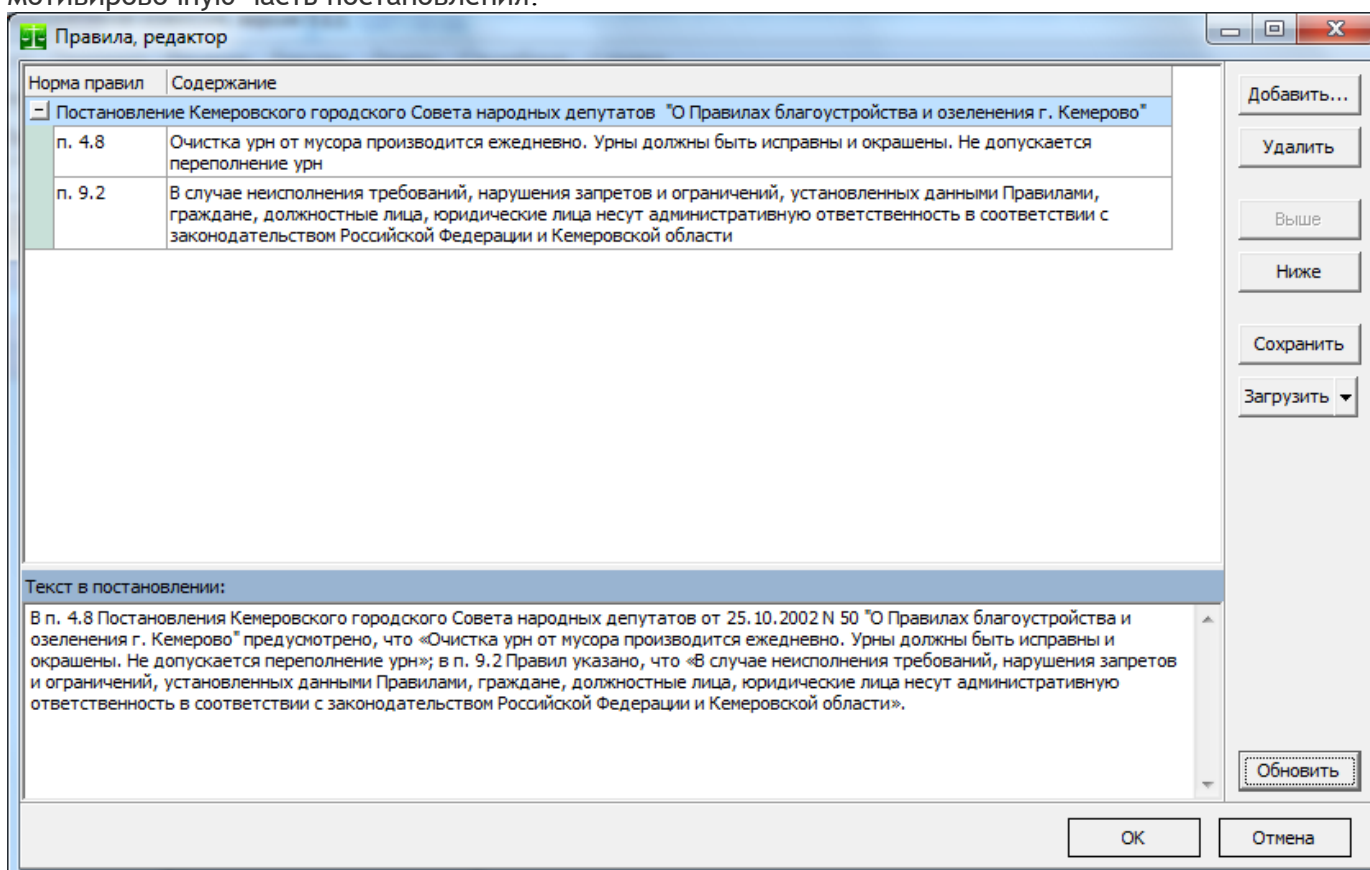 мотивировочную часть постановления.
Правила, редактор
Норма правил Содержание
Постановление Кемеровского городского Совета народных депутатов "О Правилах благоустройства и озеленения г. Кемерово"
п. 4.8 Очистка урн от мусора производится ежедневно. Урны должны быть исправны и окрашены. Не допускается
переполнение урн
п. 9.2 В случае неисполнения требований, нарушения запретов и ограничений, установленных данными Правилами,
граждане, должностные лица, юридические лица несут административную ответственность в соответствии с
законодательством Российской Федерации и Кемеровской области
Добавить...
Удалить
Выше
Ниже
Сохранить
Загрузить
Текст в постановлении:
В п. 4.8 Постановления Кемеровского городского Совета народных депутатов от 25.10.2002 N 50 "О Правилах благоустройства и
озеленения г. Кемерово" предусмотрено, что «Очистка урн от мусора производится ежедневно. Урны должны быть исправны и
окрашены. Не допускается переполнение урн»; в п. 9.2 Правил указано, что «В случае неисполнения требований, нарушения запретов
и ограничений, установленных данными Правилами, граждане, должностные лица, юридические лица несут административную
ответственность в соответствии с законодательством Российской Федерации и Кемеровской области».
Обновить
ОК
Отмена